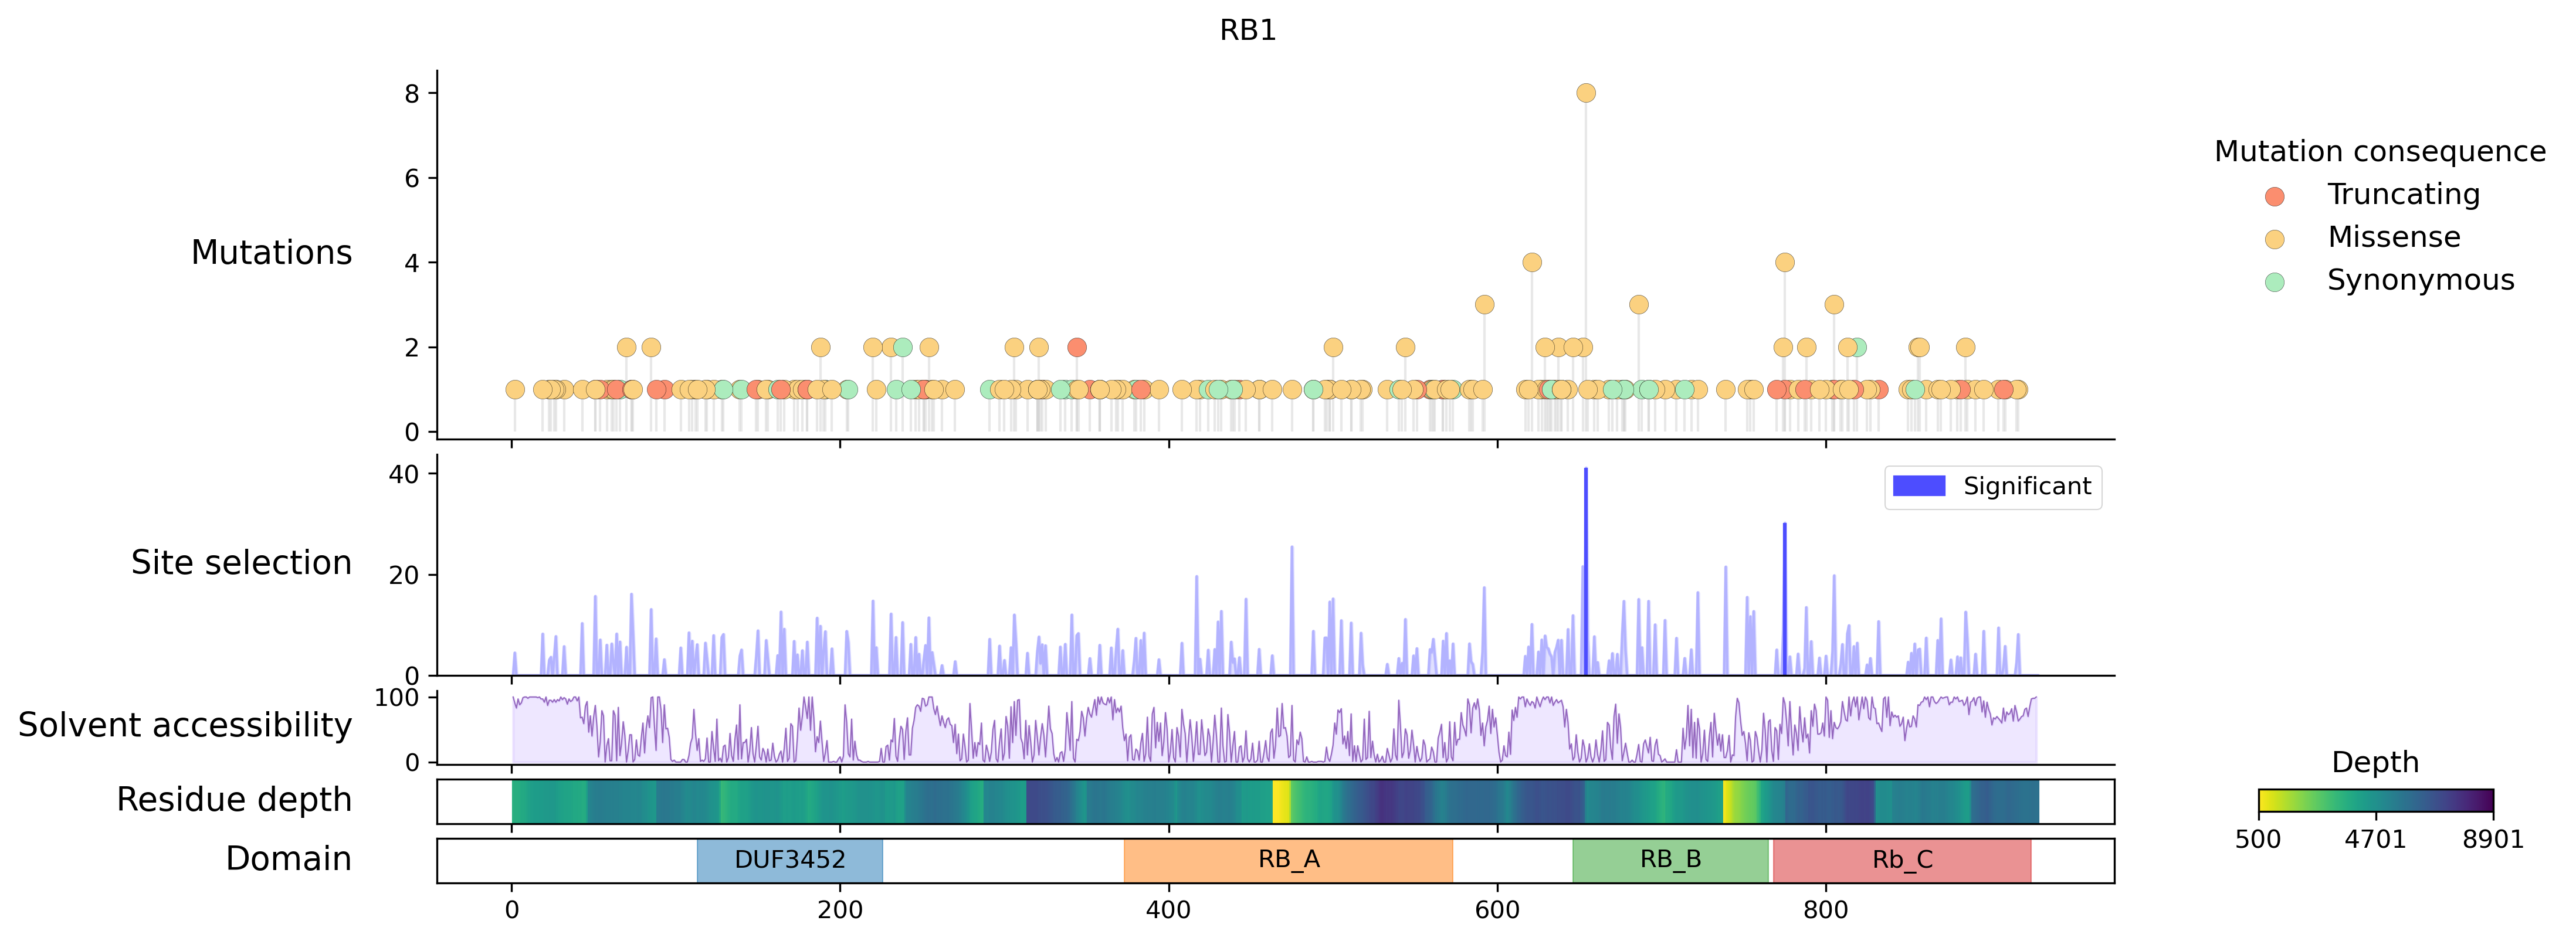 RB1
Mutations
8
6
4
2
0
Mutation consequence
Truncating
Missense
Synonymous
Site selection
40
20
0
Significant
Solvent accessibility
100
0
Residue depth
Depth
500 4701 8901
Domain
DUF3452 RB_A RB_B Rb_C
0 200 400 600 800